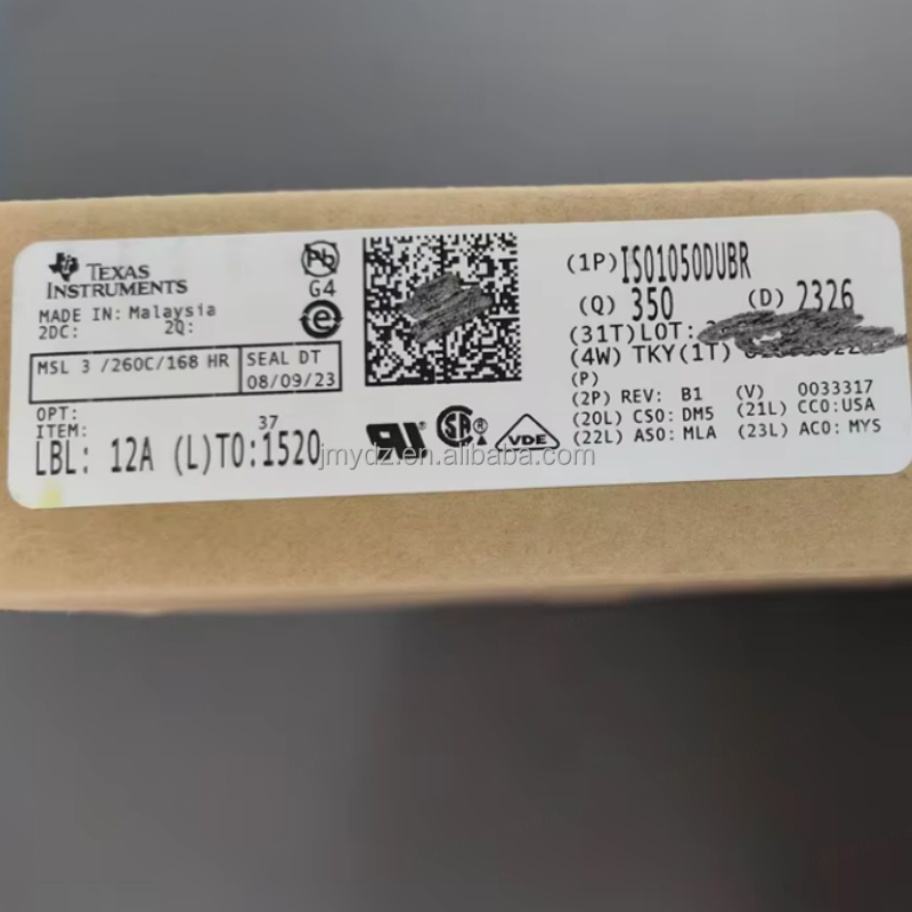 TEXAS
INSTRUMENTS
MADE IN: Malaysia
2DC: 2Q:
MSL 3 /260C/168 HR
SEAL DT
08/09/23
OPT:
ITEM: 37
LBL: 12A (L)TO:1520
Pb
G4
e
(1P)ISO1050DUBR
(Q) 350 (D) 2326
(31T)LOT:
(4W) TKY(1T)
(P)
(2P) REV: B1 (V) 0033317
(20L) CSO: DM5 (21L) CCO:USA
(22L) ASO: MLA (23L) ACO: MYS
SA
VDE
jmydz.en.alibaba.com